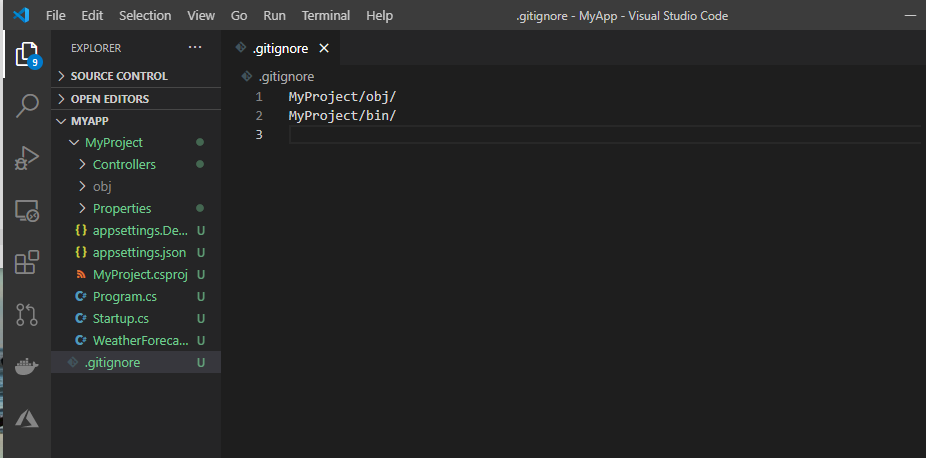 File Edit Selection View Go Run Terminal Help .gitignore - MyApp - Visual Studio Code
9
EXPLORER ···
SOURCE CONTROL
OPEN EDITORS
MYAPP
MyProject
Controllers
obj
Properties
{} appsettings.De... U
{} appsettings.json U
MyProject.csproj U
C# Program.cs U
C# Startup.cs U
C# WeatherForeca... U
.gitignore U
.gitignore
.gitignore
1 MyProject/obj/
2 MyProject/bin/
3